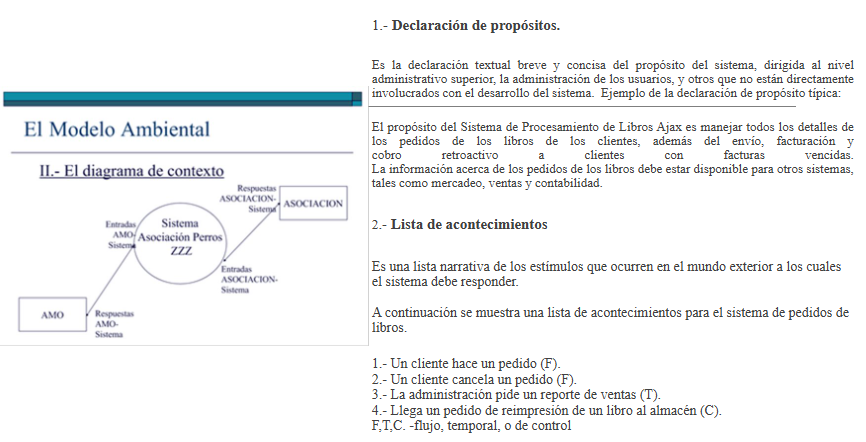 El Modelo Ambiental
II.- El diagrama de contexto
Respuestas
ASOCIACION-
Sistema
ASOCIACION
Entradas
AMO-
Sistema
Sistema
Asociación Perros
ZZZ
Entradas
ASOCIACION-
Sistema
AMO
Respuestas
AMO-
Sistema
1.- Declaración de propósitos.
Es la declaración textual breve y concisa del propósito del sistema, dirigida al nivel
administrativo superior, la administración de los usuarios, y otros que no están directamente
involucrados con el desarrollo del sistema. Ejemplo de la declaración de propósito típica:
El propósito del Sistema de Procesamiento de Libros Ajax es manejar todos los detalles de
los pedidos de los libros de los clientes, además del envío, facturación y
cobro retroactivo a clientes con facturas vencidas.
La información acerca de los pedidos de los libros debe estar disponible para otros sistemas,
tales como mercadeo, ventas y contabilidad.
2.- Lista de acontecimientos
Es una lista narrativa de los estímulos que ocurren en el mundo exterior a los cuales
el sistema debe responder.
A continuación se muestra una lista de acontecimientos para el sistema de pedidos de
libros.
1.- Un cliente hace un pedido (F).
2.- Un cliente cancela un pedido (F).
3.- La administración pide un reporte de ventas (T).
4.- Llega un pedido de reimpresión de un libro al almacén (C).
F,T,C. -flujo, temporal, o de control